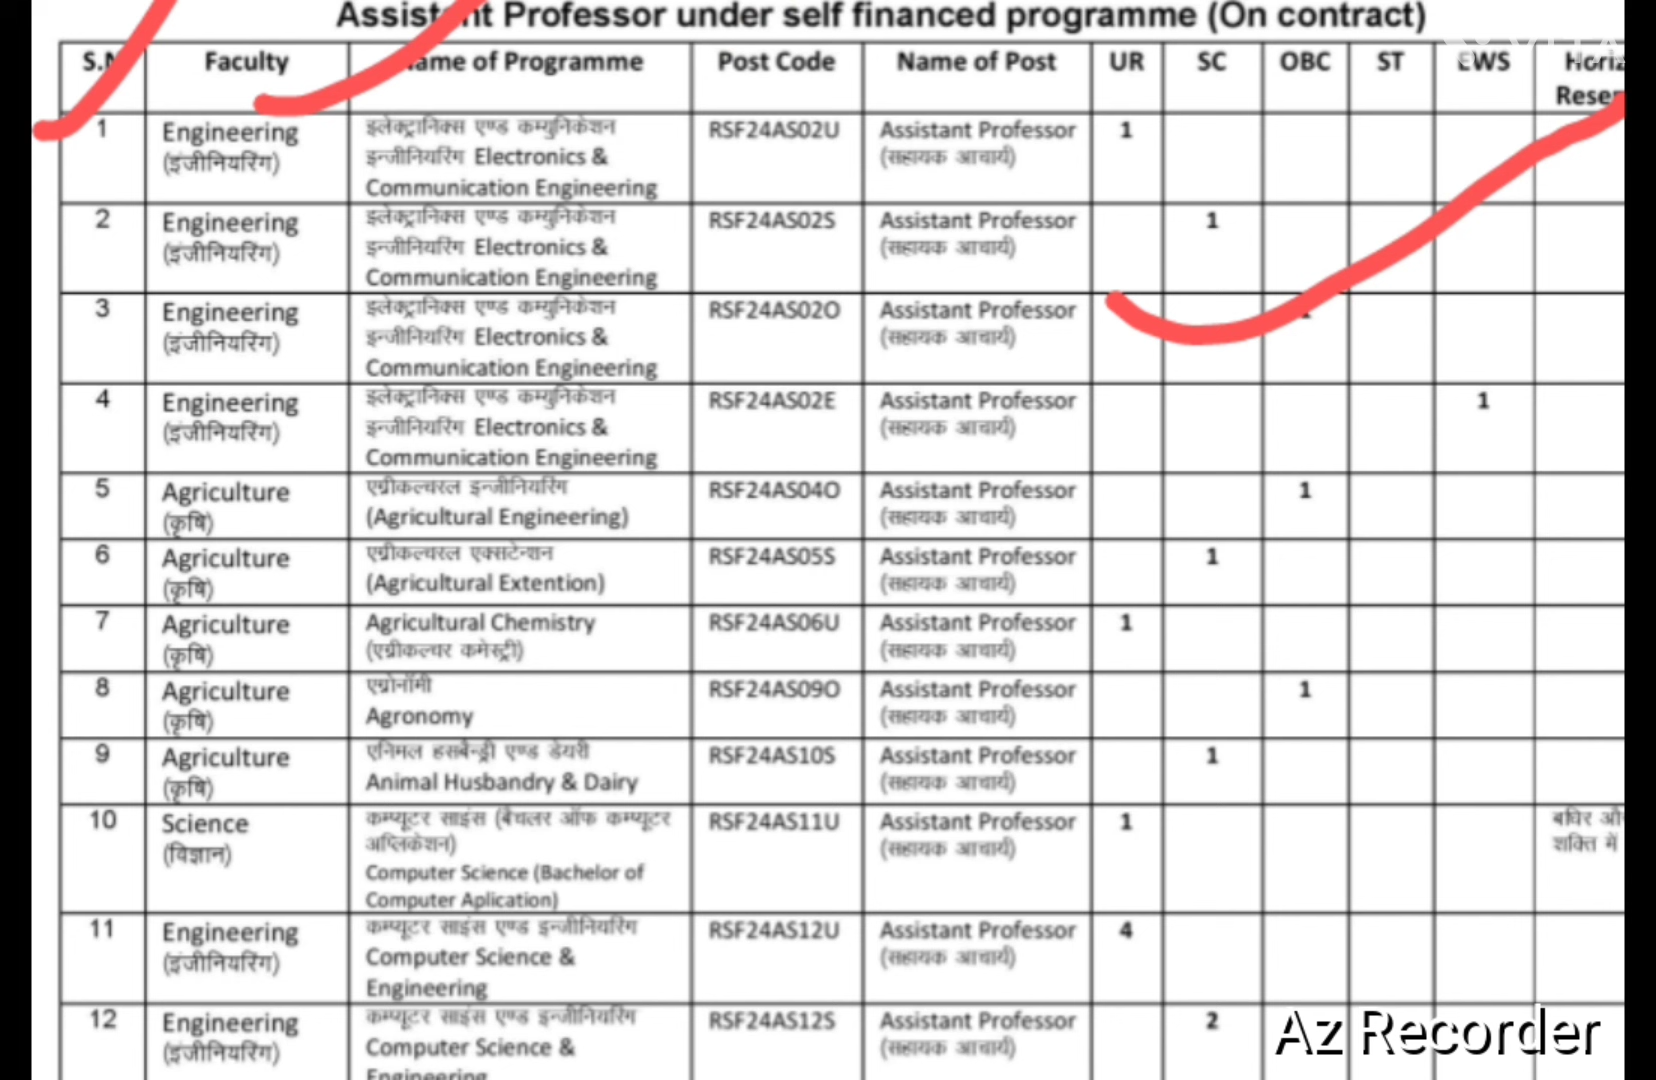 Assistant Professor under self financed programme (On contract)
S.N Faculty Name of Programme Post Code Name of Post UR SC OBC ST EWS Horiz
Reser
1 Engineering इलेक्ट्रानिक्स एण्ड कम्युनिकेशन RSF24AS02U Assistant Professor 1
(इंजीनियरिंग) इन्जीनियरिंग Electronics & (सहायक आचार्य)
Communication Engineering
2 Engineering इलेक्ट्रानिक्स एण्ड कम्युनिकेशन RSF24AS02S Assistant Professor 1
(इंजीनियरिंग) इन्जीनियरिंग Electronics & (सहायक आचार्य)
Communication Engineering
3 Engineering इलेक्ट्रानिक्स एण्ड कम्युनिकेशन RSF24AS02O Assistant Professor
(इंजीनियरिंग) इन्जीनियरिंग Electronics & (सहायक आचार्य)
Communication Engineering
4 Engineering इलेक्ट्रानिक्स एण्ड कम्युनिकेशन RSF24AS02E Assistant Professor 1
(इंजीनियरिंग) इन्जीनियरिंग Electronics & (सहायक आचार्य)
Communication Engineering
5 Agriculture एग्रीकल्चरल इन्जीनियरिंग RSF24AS04O Assistant Professor 1
(कृषि) (Agricultural Engineering) (सहायक आचार्य)
6 Agriculture एग्रीकल्चरल एक्सटेन्शन RSF24AS05S Assistant Professor 1
(कृषि) (Agricultural Extention) (सहायक आचार्य)
7 Agriculture Agricultural Chemistry RSF24AS06U Assistant Professor 1
(कृषि) (एग्रीकल्चर कमेस्ट्री) (सहायक आचार्य)
8 Agriculture एग्रोनॉमी RSF24AS09O Assistant Professor 1
(कृषि) Agronomy (सहायक आचार्य)
9 Agriculture एनिमल हसबैन्ड्री एण्ड डेयरी RSF24AS10S Assistant Professor 1
(कृषि) Animal Husbandry & Dairy (सहायक आचार्य)
10 Science कम्प्यूटर साइंस (बैचलर ऑफ कम्प्यूटर RSF24AS11U Assistant Professor 1 बधिर औ
(विज्ञान) अप्लिकेशन) (सहायक आचार्य) शक्ति में
Computer Science (Bachelor of
Computer Aplication)
11 Engineering कम्प्यूटर साइंस एण्ड इन्जीनियरिंग RSF24AS12U Assistant Professor 4
(इंजीनियरिंग) Computer Science & (सहायक आचार्य)
Engineering
12 Engineering कम्प्यूटर साइंस एण्ड इन्जीनियरिंग RSF24AS12S Assistant Professor 2
(इंजीनियरिंग) Computer Science & (सहायक आचार्य)
Engineering
Az Recorder